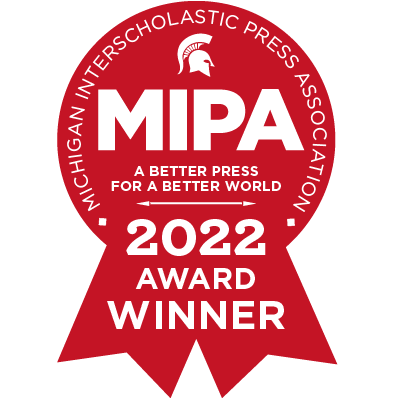 MICHIGAN INTERSCHOLASTIC PRESS ASSOCIATION
MIPA
A BETTER PRESS
FOR A BETTER WORLD
2022
AWARD
WINNER